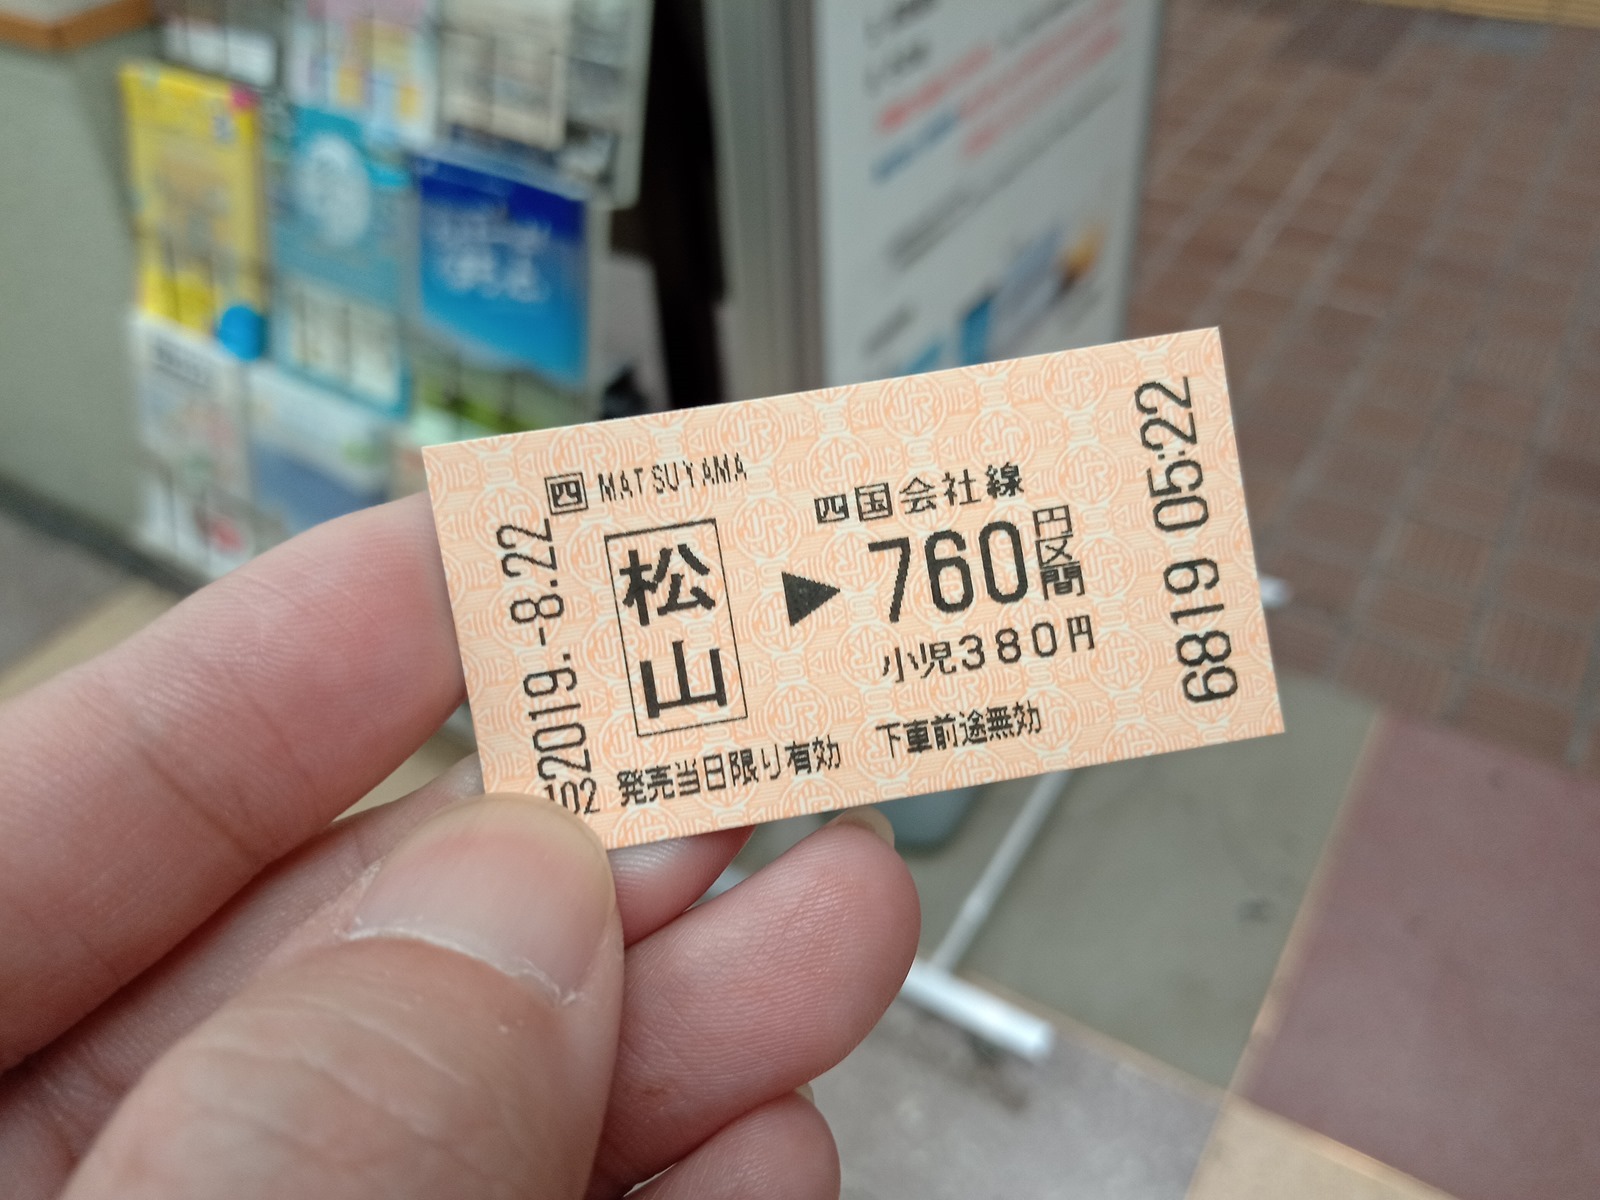 四 MATSUYAMA
松山
▶
四国会社線
760円区間
小児380円
発売当日限り有効 下車前途無効
2019.-8.22
102
6819 05:22